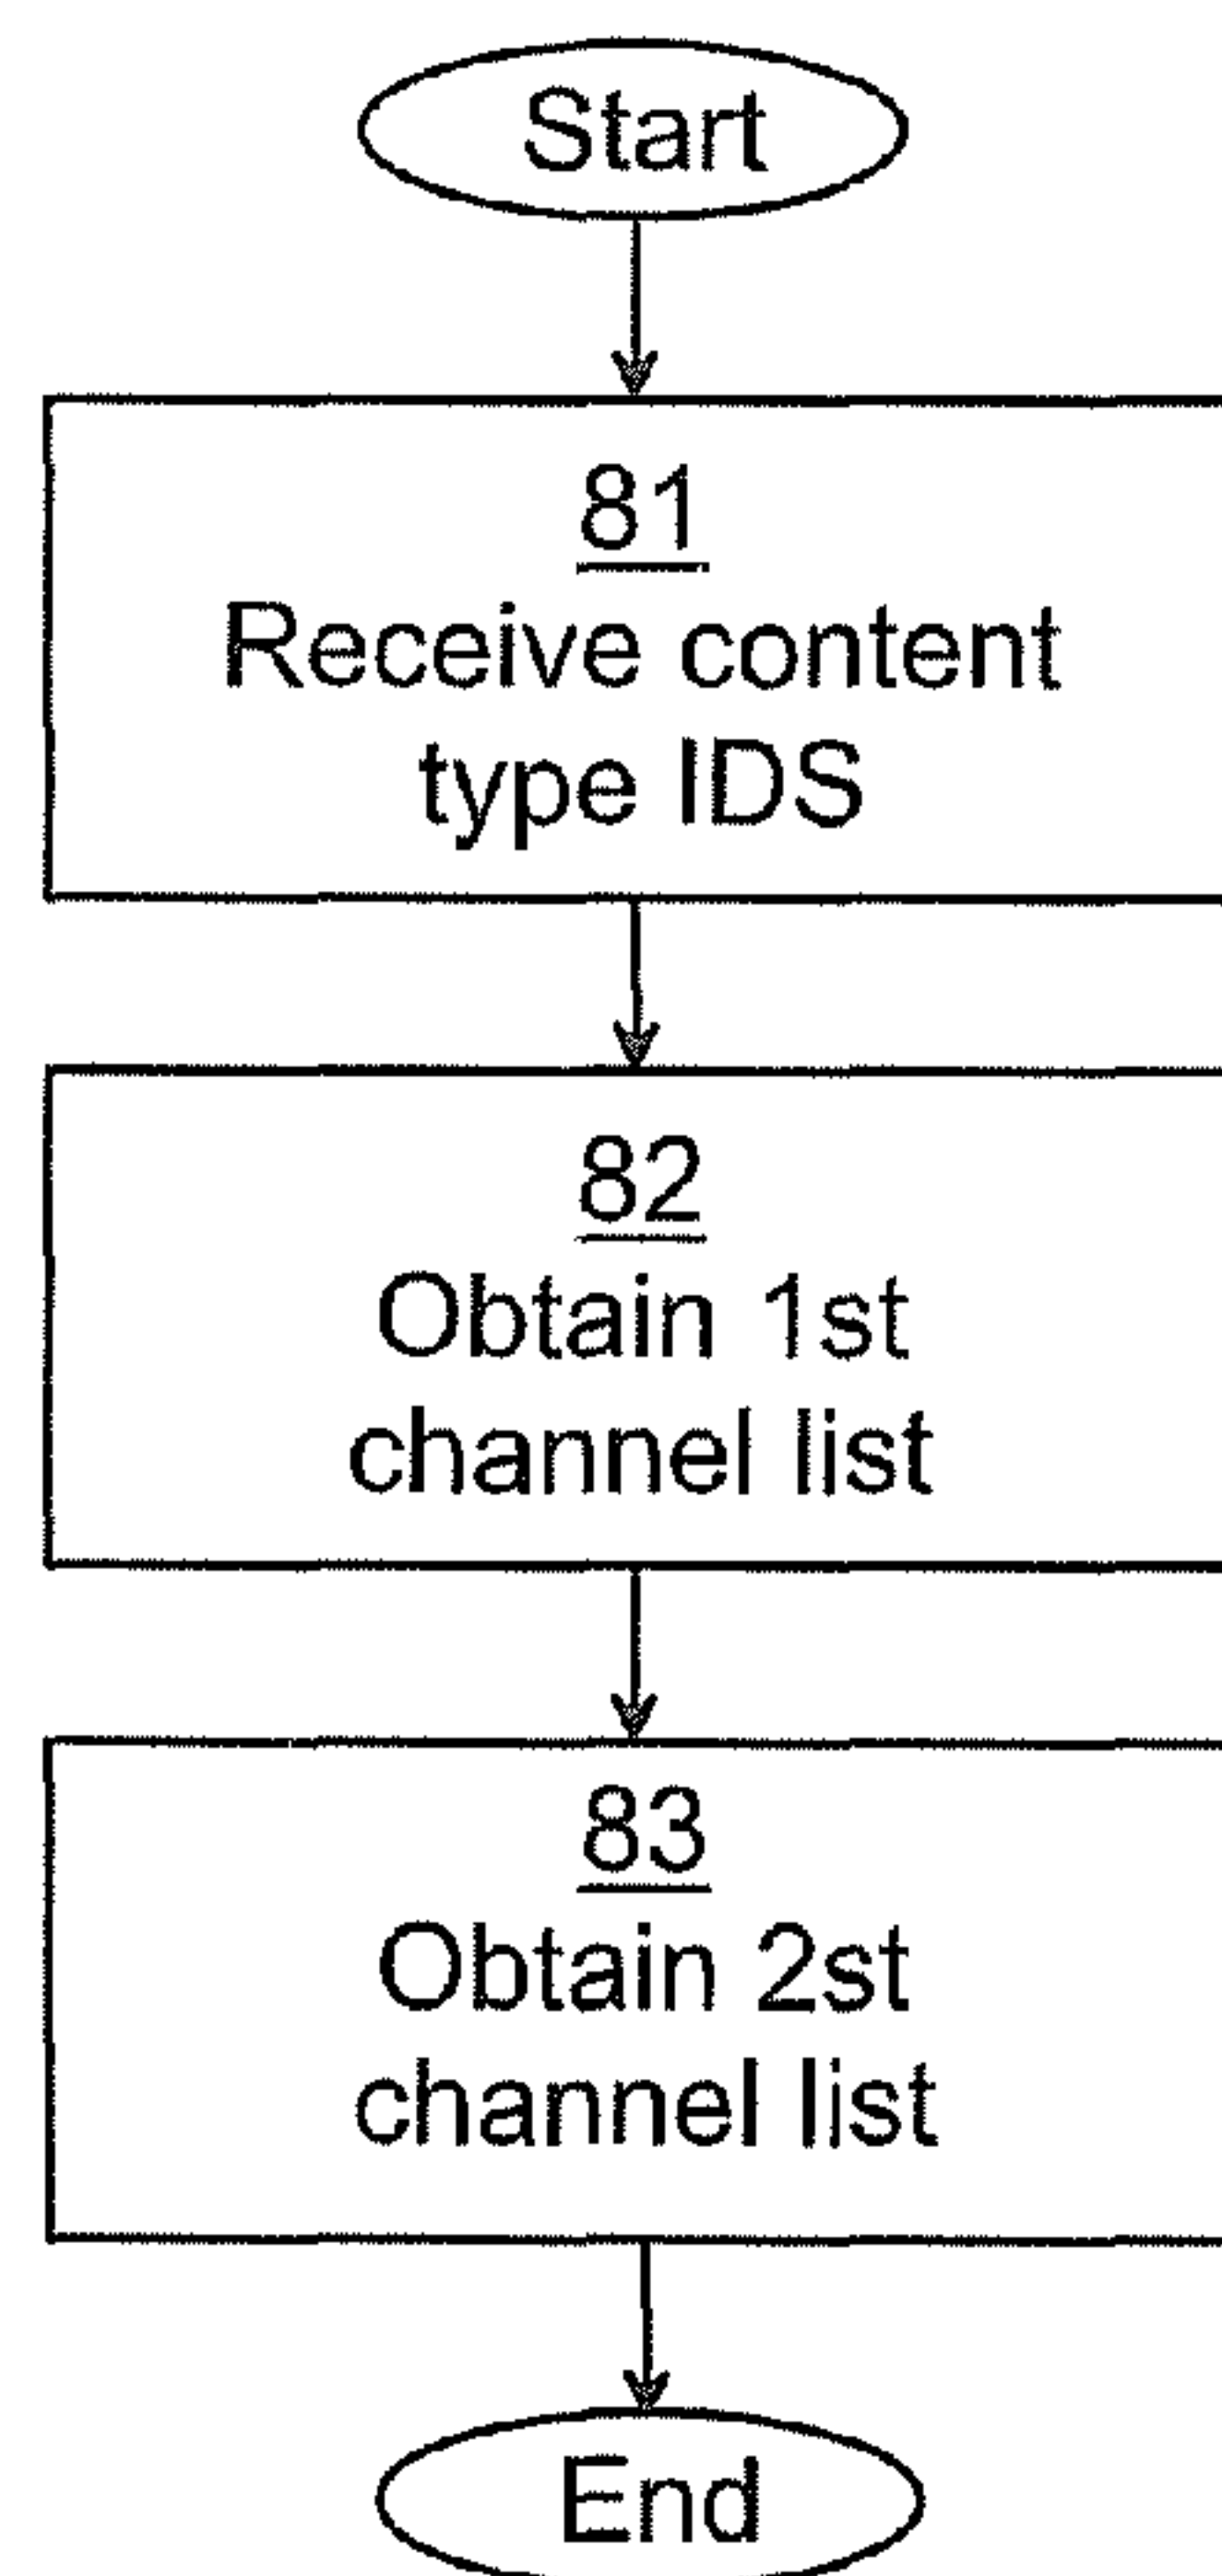 Start
81
Receive content
type IDS
82
Obtain 1st
channel list
83
Obtain 2st
channel list
End